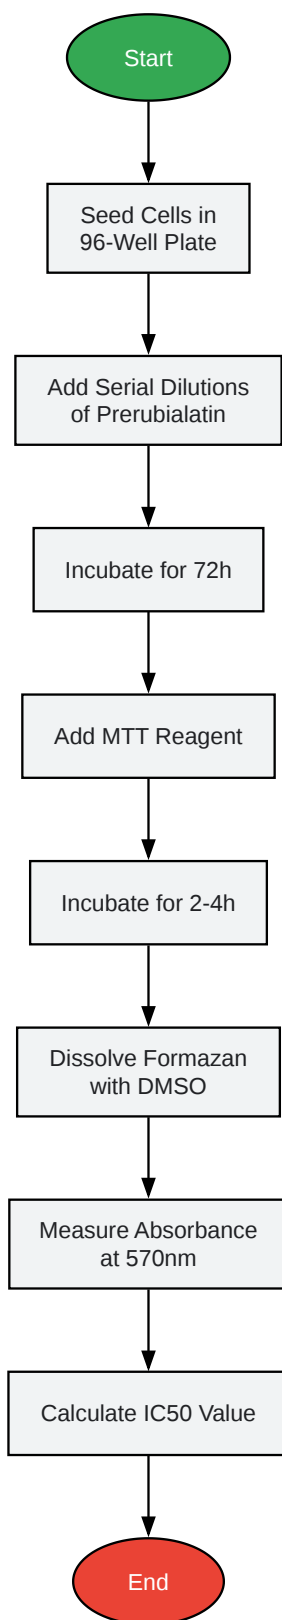 Start
Seed Cells in
96-Well Plate
Add Serial Dilutions
of Prerubialatin
Incubate for 72h
Add MTT Reagent
Incubate for 2-4h
Dissolve Formazan
with DMSO
Measure Absorbance
at 570nm
Calculate IC50 Value
End